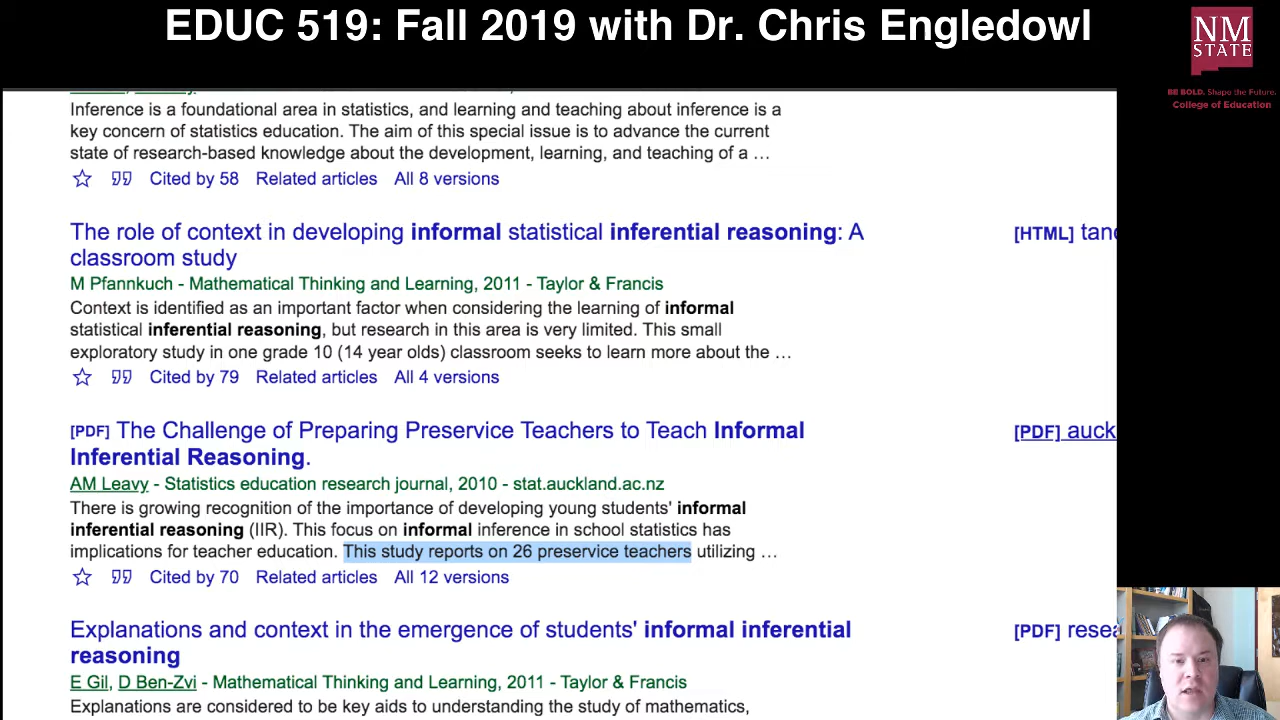 EDUC 519: Fall 2019 with Dr. Chris Engledowl
NM
STATE
BE BOLD. Shape the Future.
College of Education
Inference is a foundational area in statistics, and learning and teaching about inference is a
key concern of statistics education. The aim of this special issue is to advance the current
state of research-based knowledge about the development, learning, and teaching of a …
Cited by 58 Related articles All 8 versions
The role of context in developing informal statistical inferential reasoning: A
classroom study
[HTML] tand
M Pfannkuch - Mathematical Thinking and Learning, 2011 - Taylor & Francis
Context is identified as an important factor when considering the learning of informal
statistical inferential reasoning, but research in this area is very limited. This small
exploratory study in one grade 10 (14 year olds) classroom seeks to learn more about the …
Cited by 79 Related articles All 4 versions
[PDF] The Challenge of Preparing Preservice Teachers to Teach Informal
Inferential Reasoning.
[PDF] auck
AM Leavy - Statistics education research journal, 2010 - stat.auckland.ac.nz
There is growing recognition of the importance of developing young students' informal
inferential reasoning (IIR). This focus on informal inference in school statistics has
implications for teacher education. This study reports on 26 preservice teachers utilizing …
Cited by 70 Related articles All 12 versions
Explanations and context in the emergence of students' informal inferential
reasoning
[PDF] resea
E Gil, D Ben-Zvi - Mathematical Thinking and Learning, 2011 - Taylor & Francis
Explanations are considered to be key aids to understanding the study of mathematics,